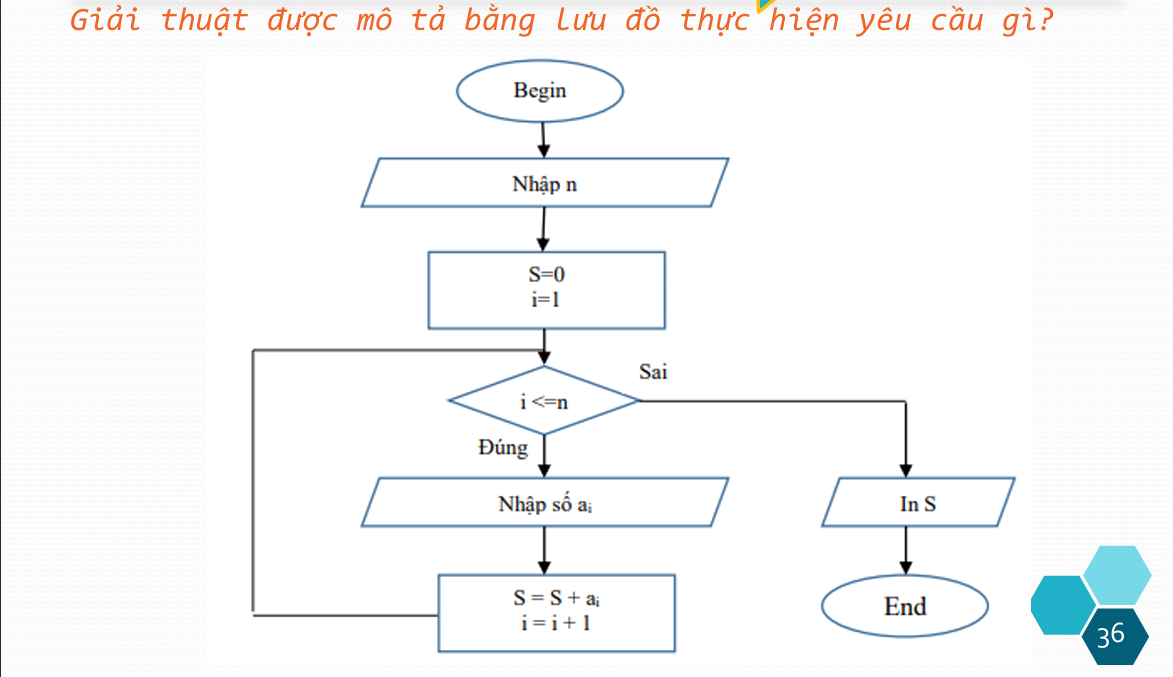 Giải thuật được mô tả bằng lưu đồ thực hiện yêu cầu gì?
Begin
Nhập n
S=0
i=1
i <=n
Sai
Đúng
Nhập số aᵢ
In S
S = S + aᵢ
i = i + 1
End
36